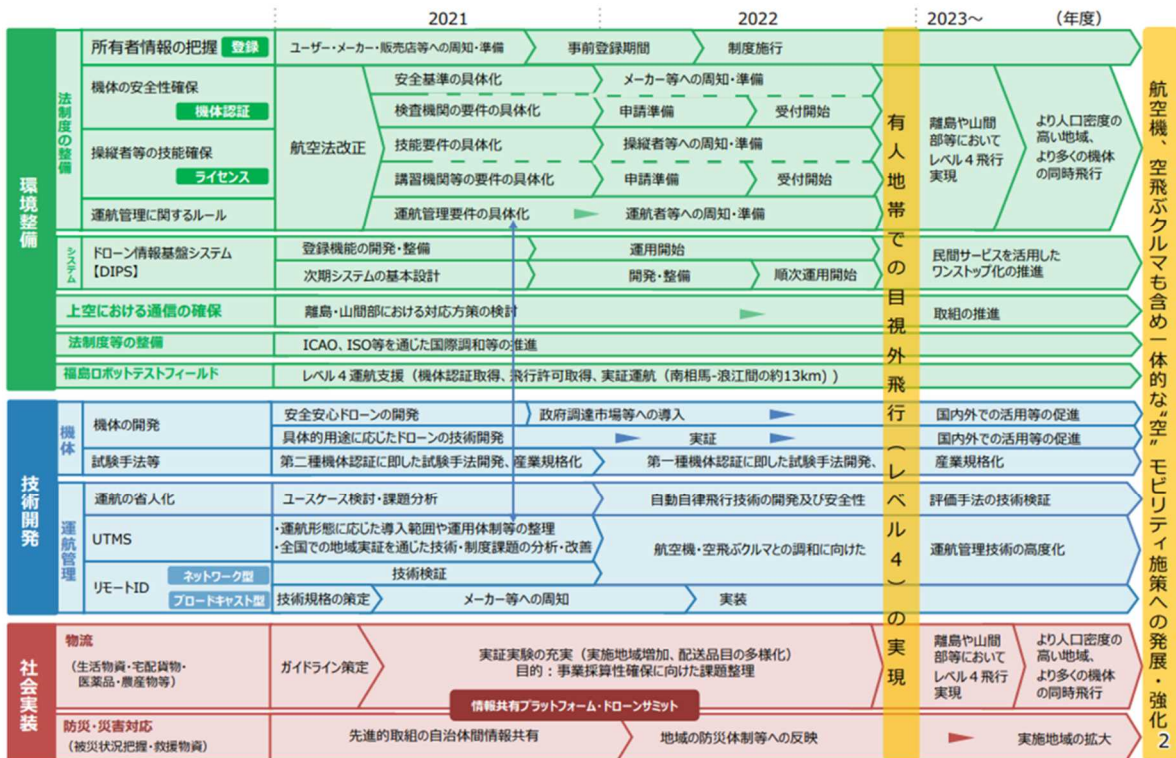 2021
2022
2023～
(年度)
環境整備
法制度の整備
所有者情報の把握 登録
ユーザー・メーカー・販売店等への周知・準備
事前登録期間
制度施行
機体の安全性確保
機体認証
操縦者等の技能確保
ライセンス
運航管理に関するルール
航空法改正
安全基準の具体化
メーカー等への周知・準備
検査機関の要件の具体化
申請準備
受付開始
技能要件の具体化
操縦者等への周知・準備
講習機関等の要件の具体化
申請準備
受付開始
運航管理要件の具体化
運航者等への周知・準備
離島や山間
部等において
レベル４飛行
実現
より人口密度の
高い地域、
より多くの機体
の同時飛行
システム
ドローン情報基盤システム
【DIPS】
登録機能の開発・整備
運用開始
次期システムの基本設計
開発・整備
順次運用開始
民間サービスを活用した
ワンストップ化の推進
上空における通信の確保
離島・山間部における対応方策の検討
取組の推進
法制度等の整備
ICAO、ISO等を通じた国際調和等の推進
福島ロボットテストフィールド
レベル４運航支援（機体認証取得、飛行許可取得、実証運航（南相馬-浪江間の約13km)）
技術開発
機体
機体の開発
安全安心ドローンの開発
政府調達市場等への導入
国内外での活用等の促進
具体的用途に応じたドローンの技術開発
実証
国内外での活用等の促進
試験手法等
第二種機体認証に即した試験手法開発、産業規格化
第一種機体認証に即した試験手法開発、
産業規格化
運航管理
運航の省人化
ユースケース検討・課題分析
自動自律飛行技術の開発及び安全性
評価手法の技術検証
UTMS
・運航形態に応じた導入範囲や運用体制等の整理
・全国での地域実証を通じた技術・制度課題の分析・改善
航空機・空飛ぶクルマとの調和に向けた
運航管理技術の高度化
リモートID
ネットワーク型
技術検証
ブロードキャスト型
技術規格の策定
メーカー等への周知
実装
社会実装
物流
（生活物資・宅配貨物・
医薬品・農産物等）
ガイドライン策定
実証実験の充実（実施地域増加、配送品目の多様化）
目的：事業採算性確保に向けた課題整理
離島や山間
部等において
レベル４飛行
実現
より人口密度の
高い地域、
より多くの機体
の同時飛行
情報共有プラットフォーム・ドローンサミット
防災・災害対応
（被災状況把握・救援物資）
先進的取組の自治体間情報共有
地域の防災体制等への反映
実施地域の拡大
有人地帯での目視外飛行（レベル４）の実現
航空機、空飛ぶクルマも含め一体的な“空”モビリティ施策への発展・強化
2